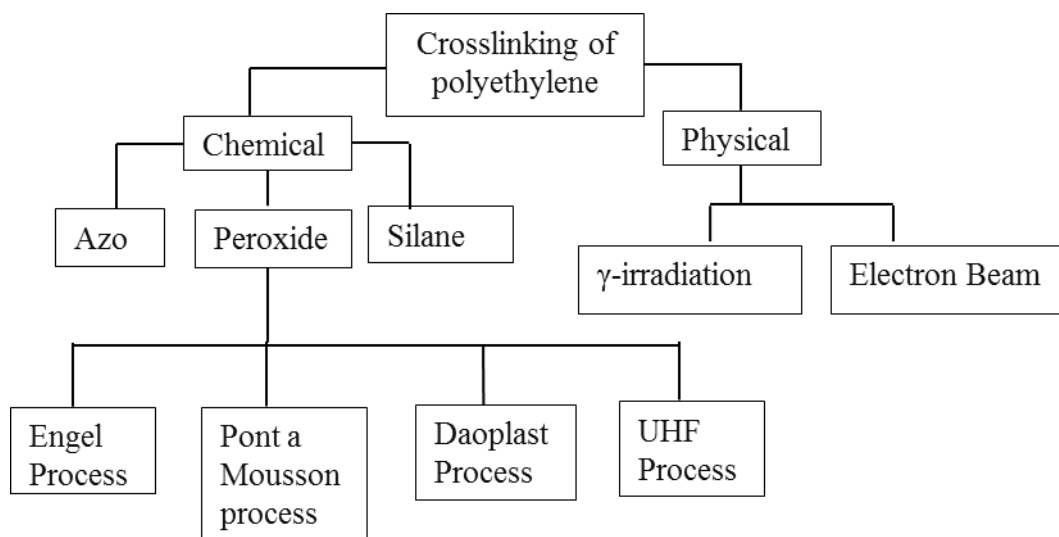 Crosslinking of
polyethylene
Chemical
Physical
Azo
Peroxide
Silane
γ-irradiation
Electron Beam
Engel
Process
Pont a
Mousson
process
Daoplast
Process
UHF
Process